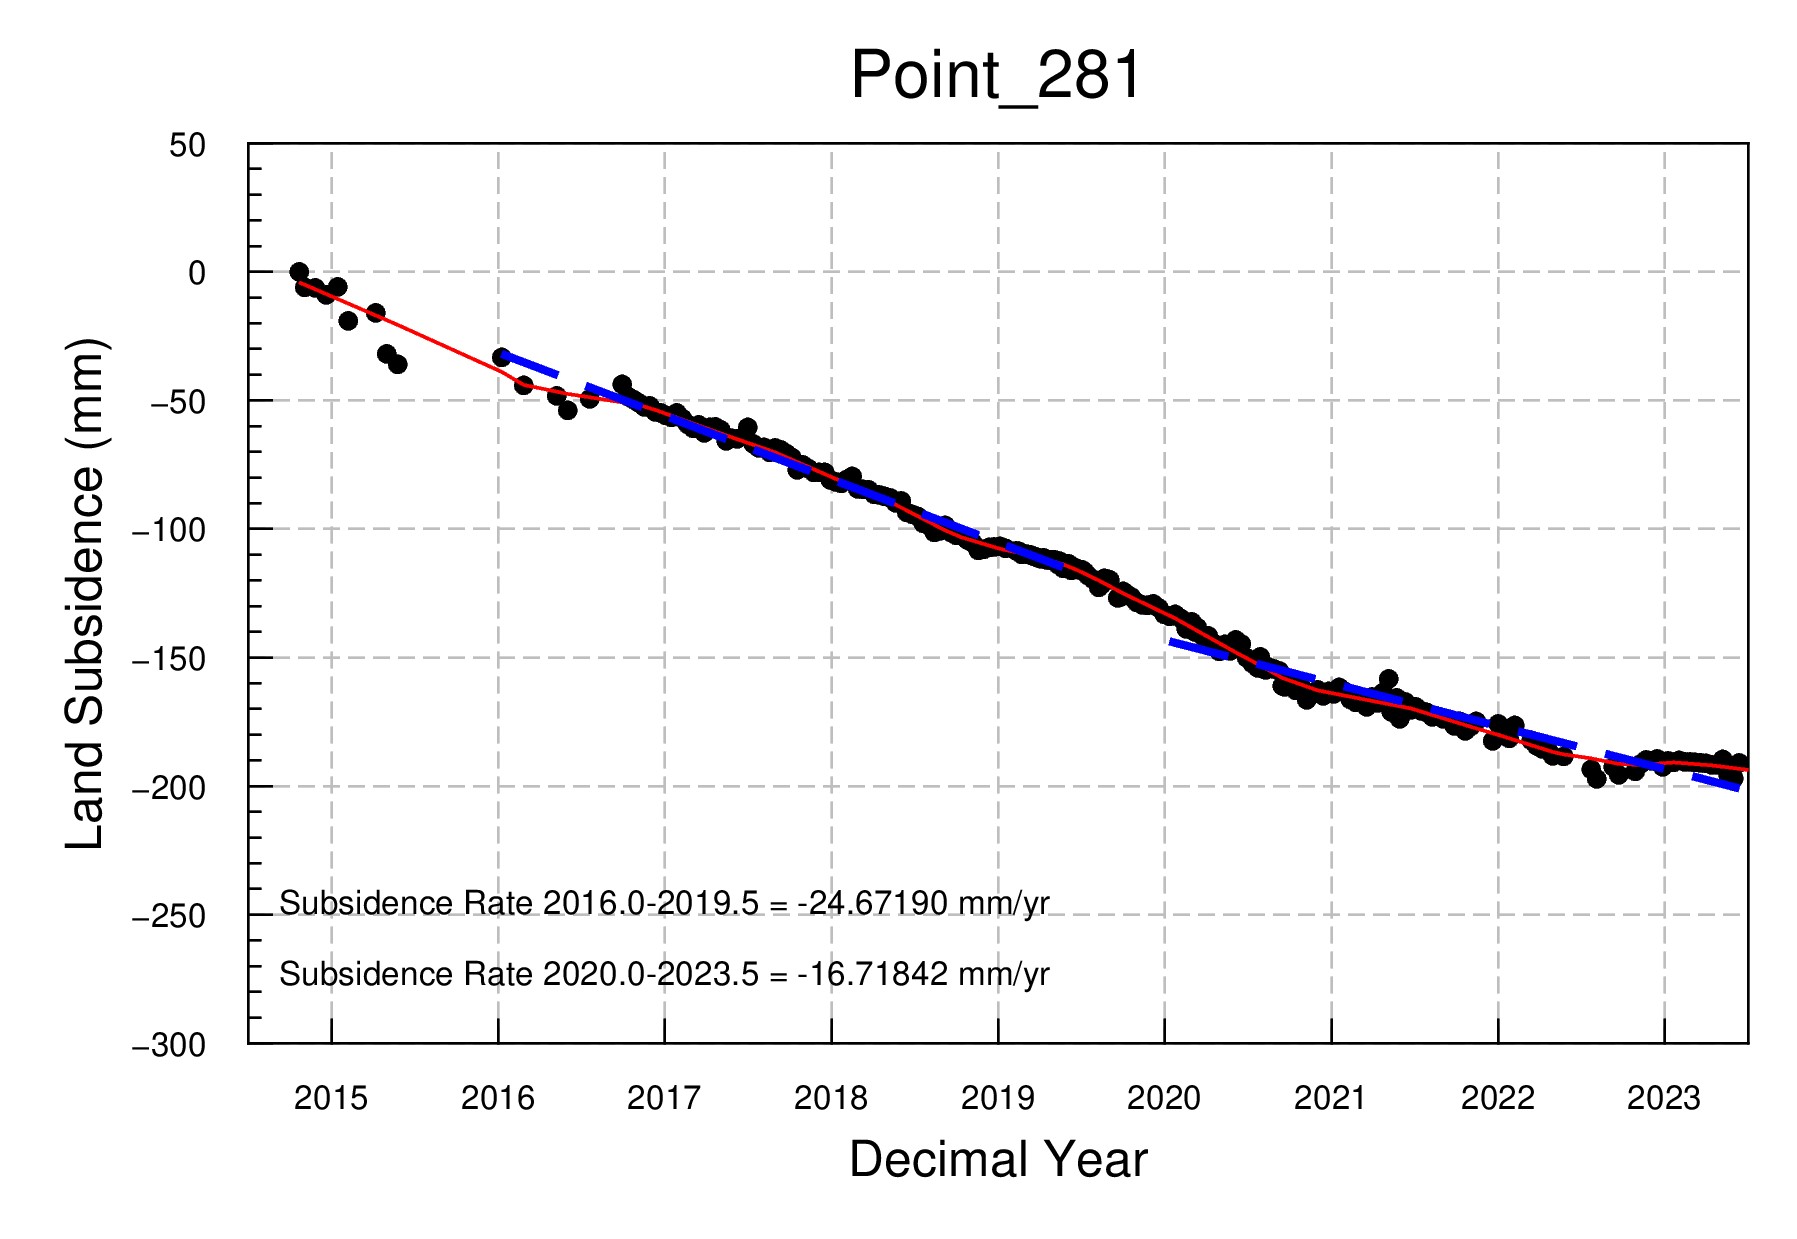 Point_281
50
0
−50
−100
−150
−200
−250
−300
Land Subsidence (mm)
Subsidence Rate 2016.0-2019.5 = -24.67190 mm/yr
Subsidence Rate 2020.0-2023.5 = -16.71842 mm/yr
2015 2016 2017 2018 2019 2020 2021 2022 2023
Decimal Year